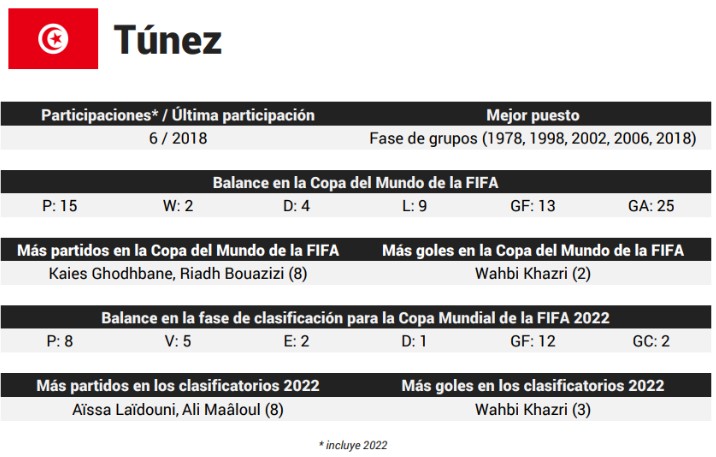 Túnez
Participaciones* / Última participación Mejor puesto
6 / 2018 Fase de grupos (1978, 1998, 2002, 2006, 2018)
Balance en la Copa del Mundo de la FIFA
P: 15 W: 2 D: 4 L: 9 GF: 13 GA: 25
Más partidos en la Copa del Mundo de la FIFA Más goles en la Copa del Mundo de la FIFA
Kaies Ghodhbane, Riadh Bouazizi (8) Wahbi Khazri (2)
Balance en la fase de clasificación para la Copa Mundial de la FIFA 2022
P: 8 V: 5 E: 2 D: 1 GF: 12 GC: 2
Más partidos en los clasificatorios 2022 Más goles en los clasificatorios 2022
Aïssa Laïdouni, Ali Maâloul (8) Wahbi Khazri (3)
* incluye 2022